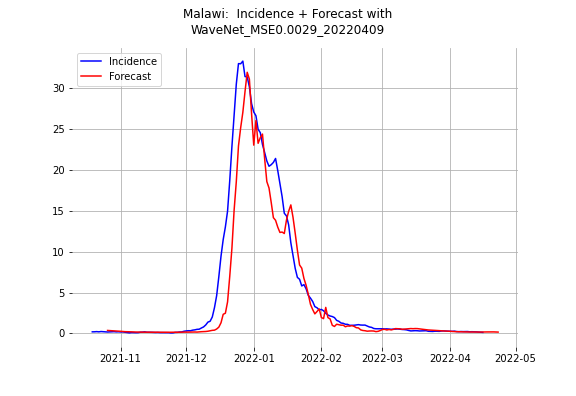 Malawi:  Incidence + Forecast with
WaveNet_MSE0.0029_20220409
Incidence
Forecast
30
25
20
15
10
5
0
2021-11 2021-12 2022-01 2022-02 2022-03 2022-04 2022-05